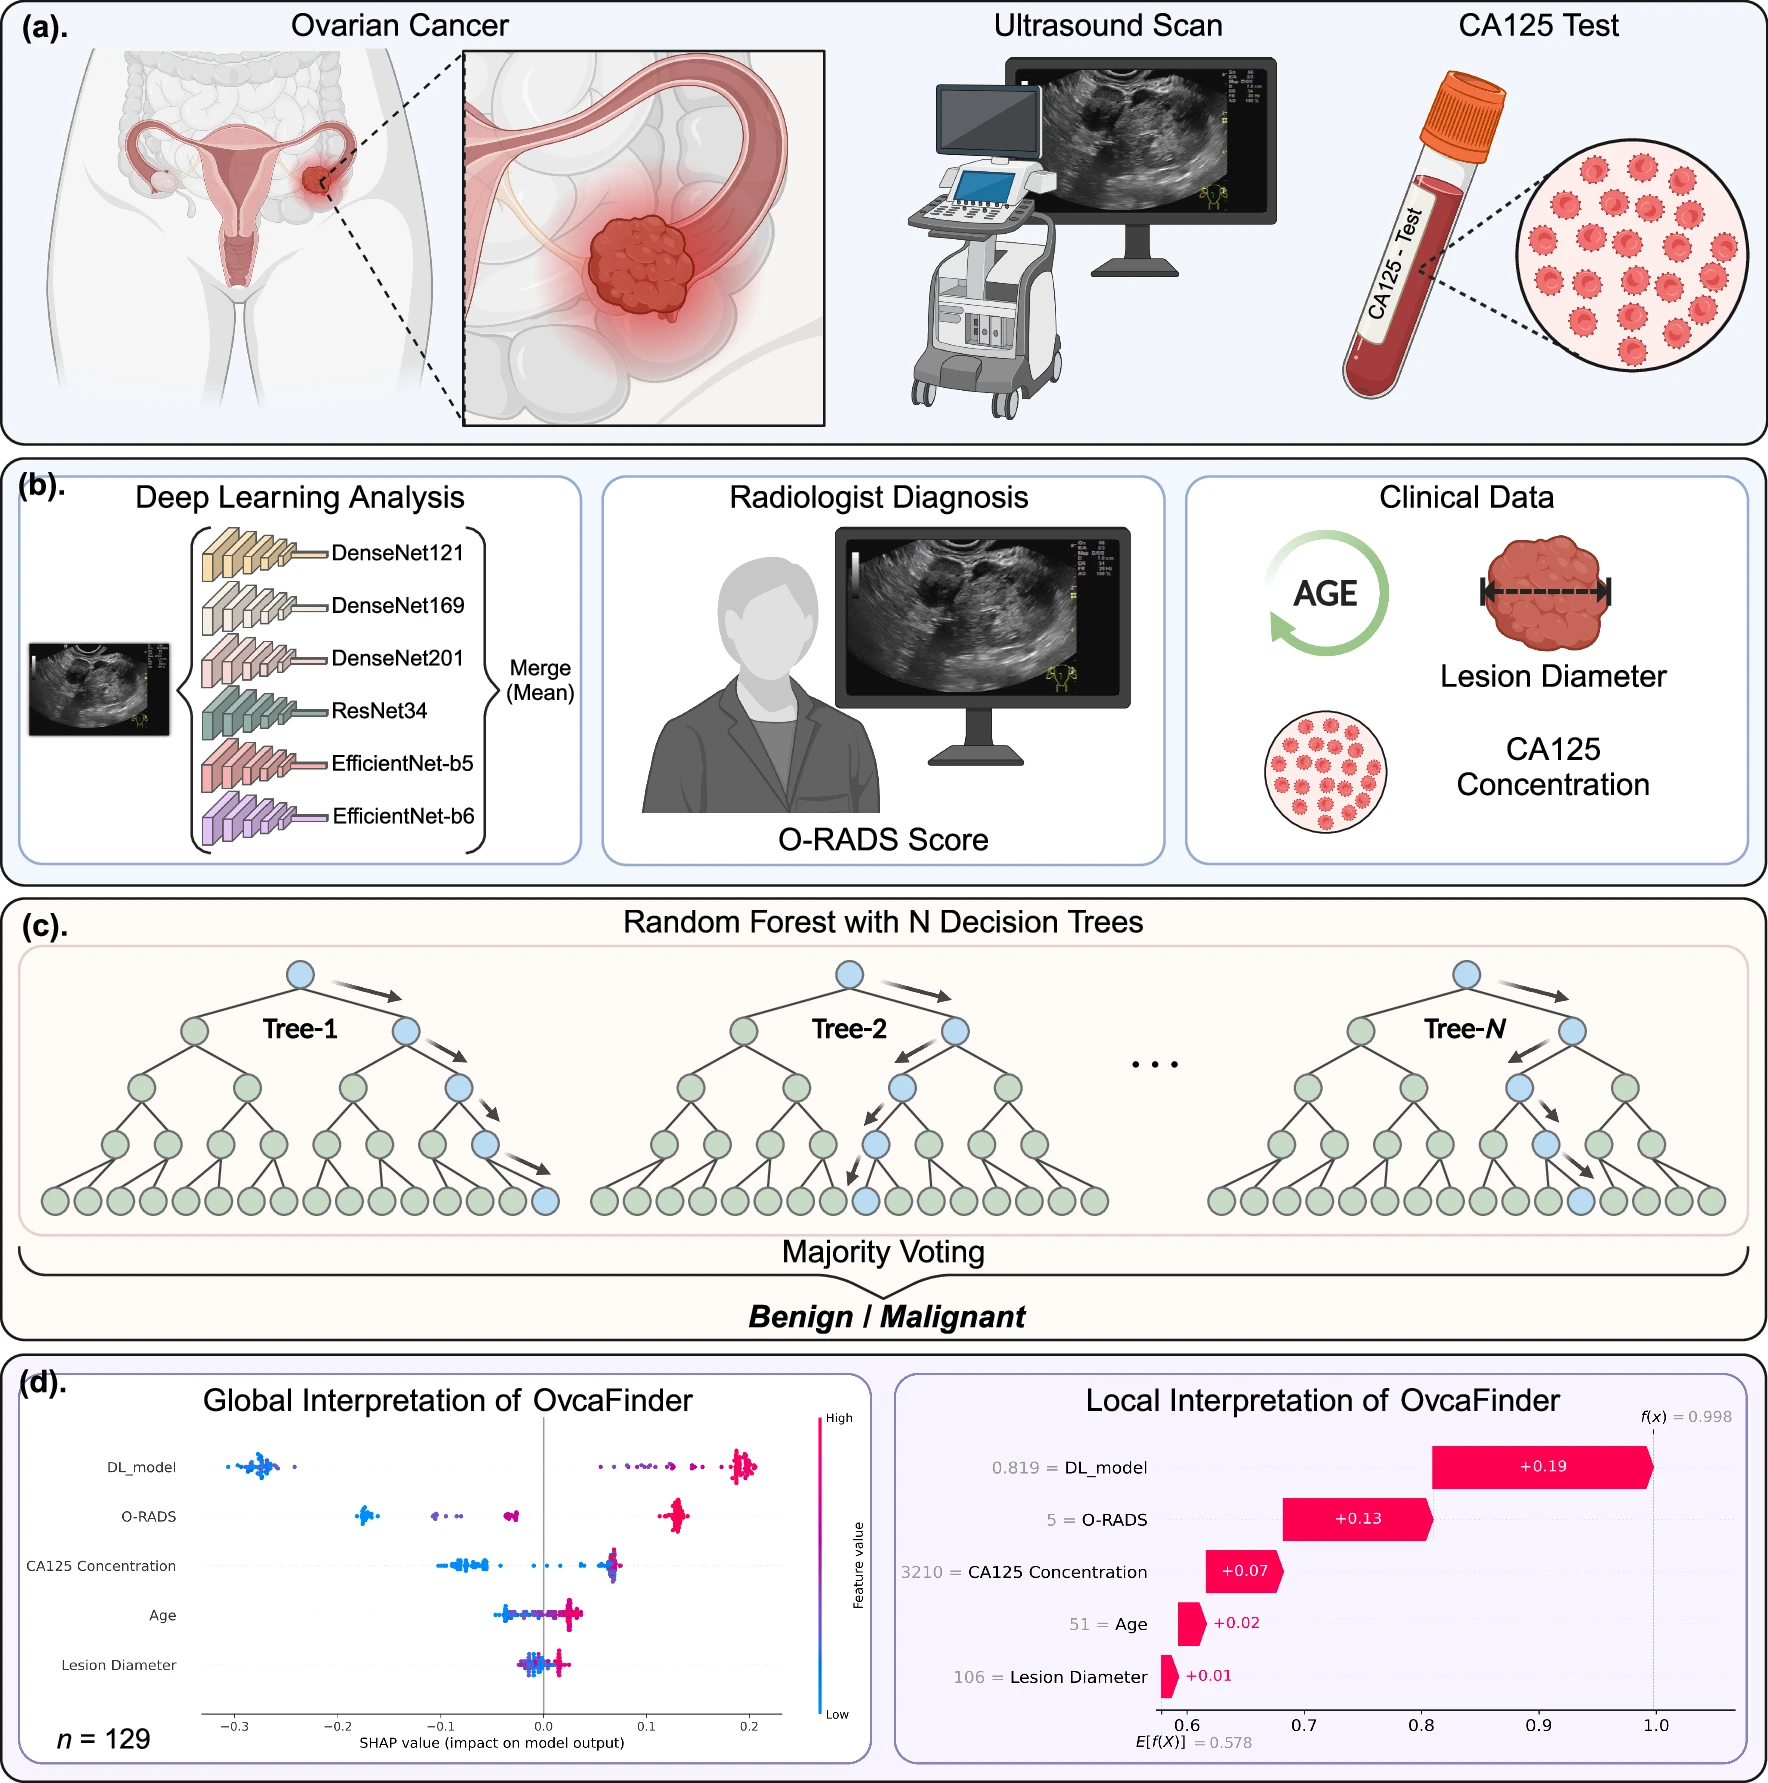 (a).
Ovarian Cancer
Ultrasound Scan
CA125 Test
CA125 - Test
(b).
Deep Learning Analysis
DenseNet121
DenseNet169
DenseNet201
ResNet34
EfficientNet-b5
EfficientNet-b6
Merge
(Mean)
Radiologist Diagnosis
O-RADS Score
Clinical Data
AGE
Lesion Diameter
CA125
Concentration
(c).
Random Forest with N Decision Trees
Tree-1
Tree-2
...
Tree-N
Majority Voting
Benign / Malignant
(d).
Global Interpretation of OvcaFinder
High
DL_model
O-RADS
CA125 Concentration
Age
Lesion Diameter
Feature value
Low
−0.3
−0.2
−0.1
0.0
0.1
0.2
SHAP value (impact on model output)
n = 129
Local Interpretation of OvcaFinder
f(x) = 0.998
0.819 = DL_model
+0.19
5 = O-RADS
+0.13
3210 = CA125 Concentration
+0.07
51 = Age
+0.02
106 = Lesion Diameter
+0.01
0.6
0.7
0.8
0.9
1.0
E[f(X)] = 0.578